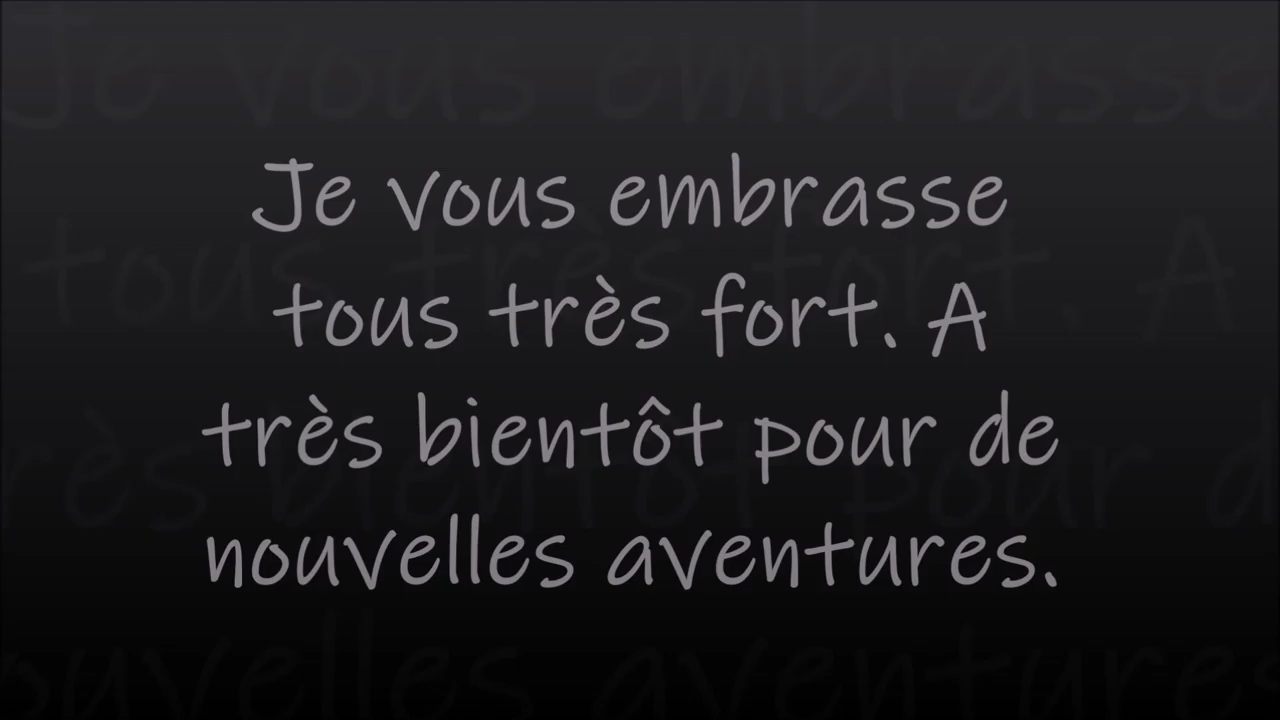 Je vous embrasse
tous très fort. A
très bientôt pour de
nouvelles aventures.